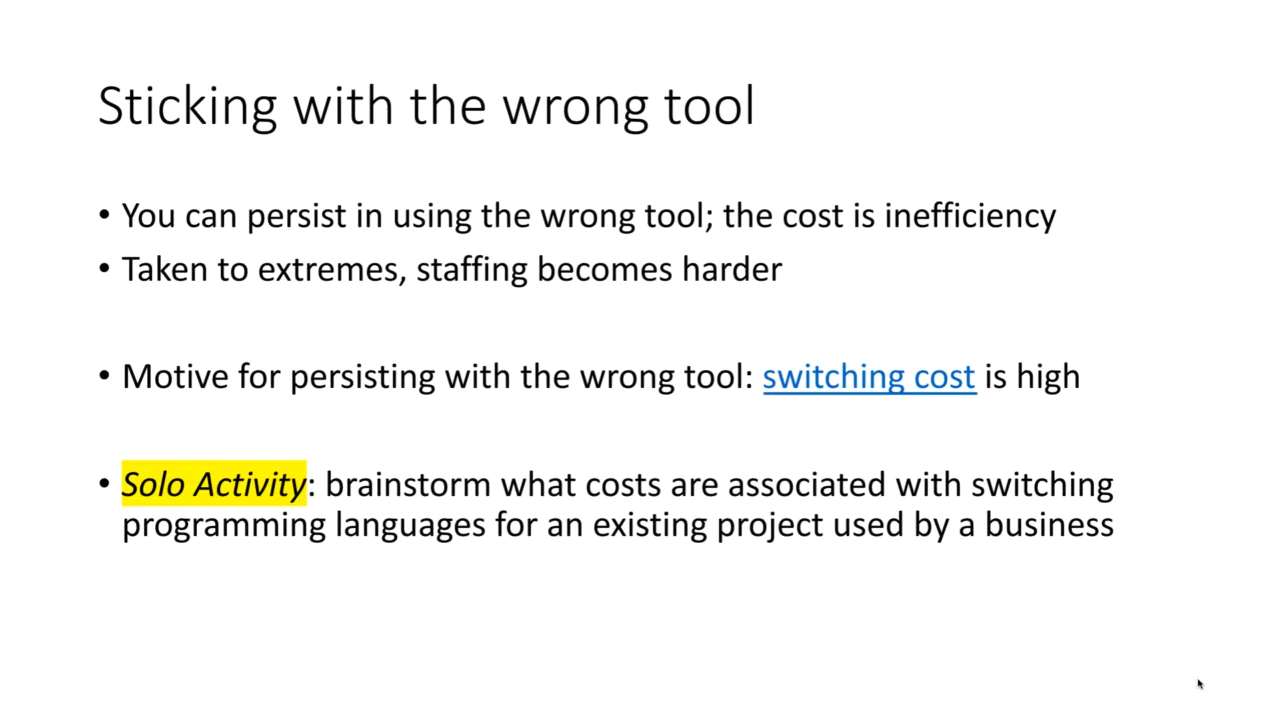 Sticking with the wrong tool
• You can persist in using the wrong tool; the cost is inefficiency
• Taken to extremes, staffing becomes harder
• Motive for persisting with the wrong tool: switching cost is high
• Solo Activity: brainstorm what costs are associated with switching
programming languages for an existing project used by a business